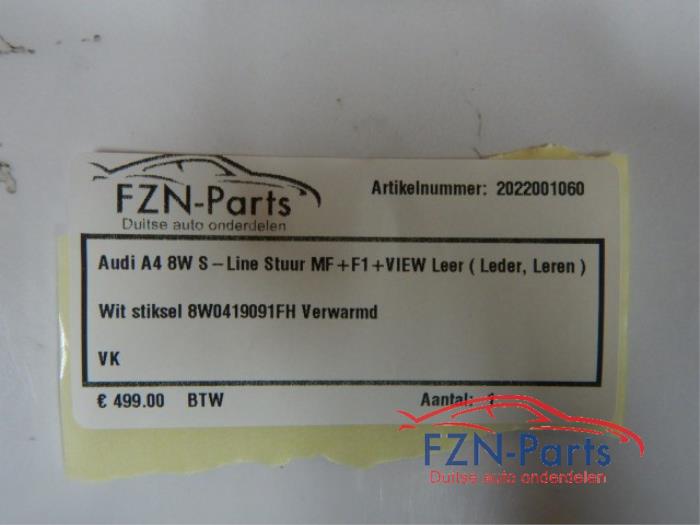 FZN-Parts
Duitse auto onderdelen
Artikelnummer: 2022001060
Audi A4 8W S-Line Stuur MF+F1+VIEW Leer ( Leder, Leren )
Wit stiksel 8W0419091FH Verwarmd
VK
€ 499.00 BTW
Aantal: 1
FZN-Parts
Duitse auto onderdelen